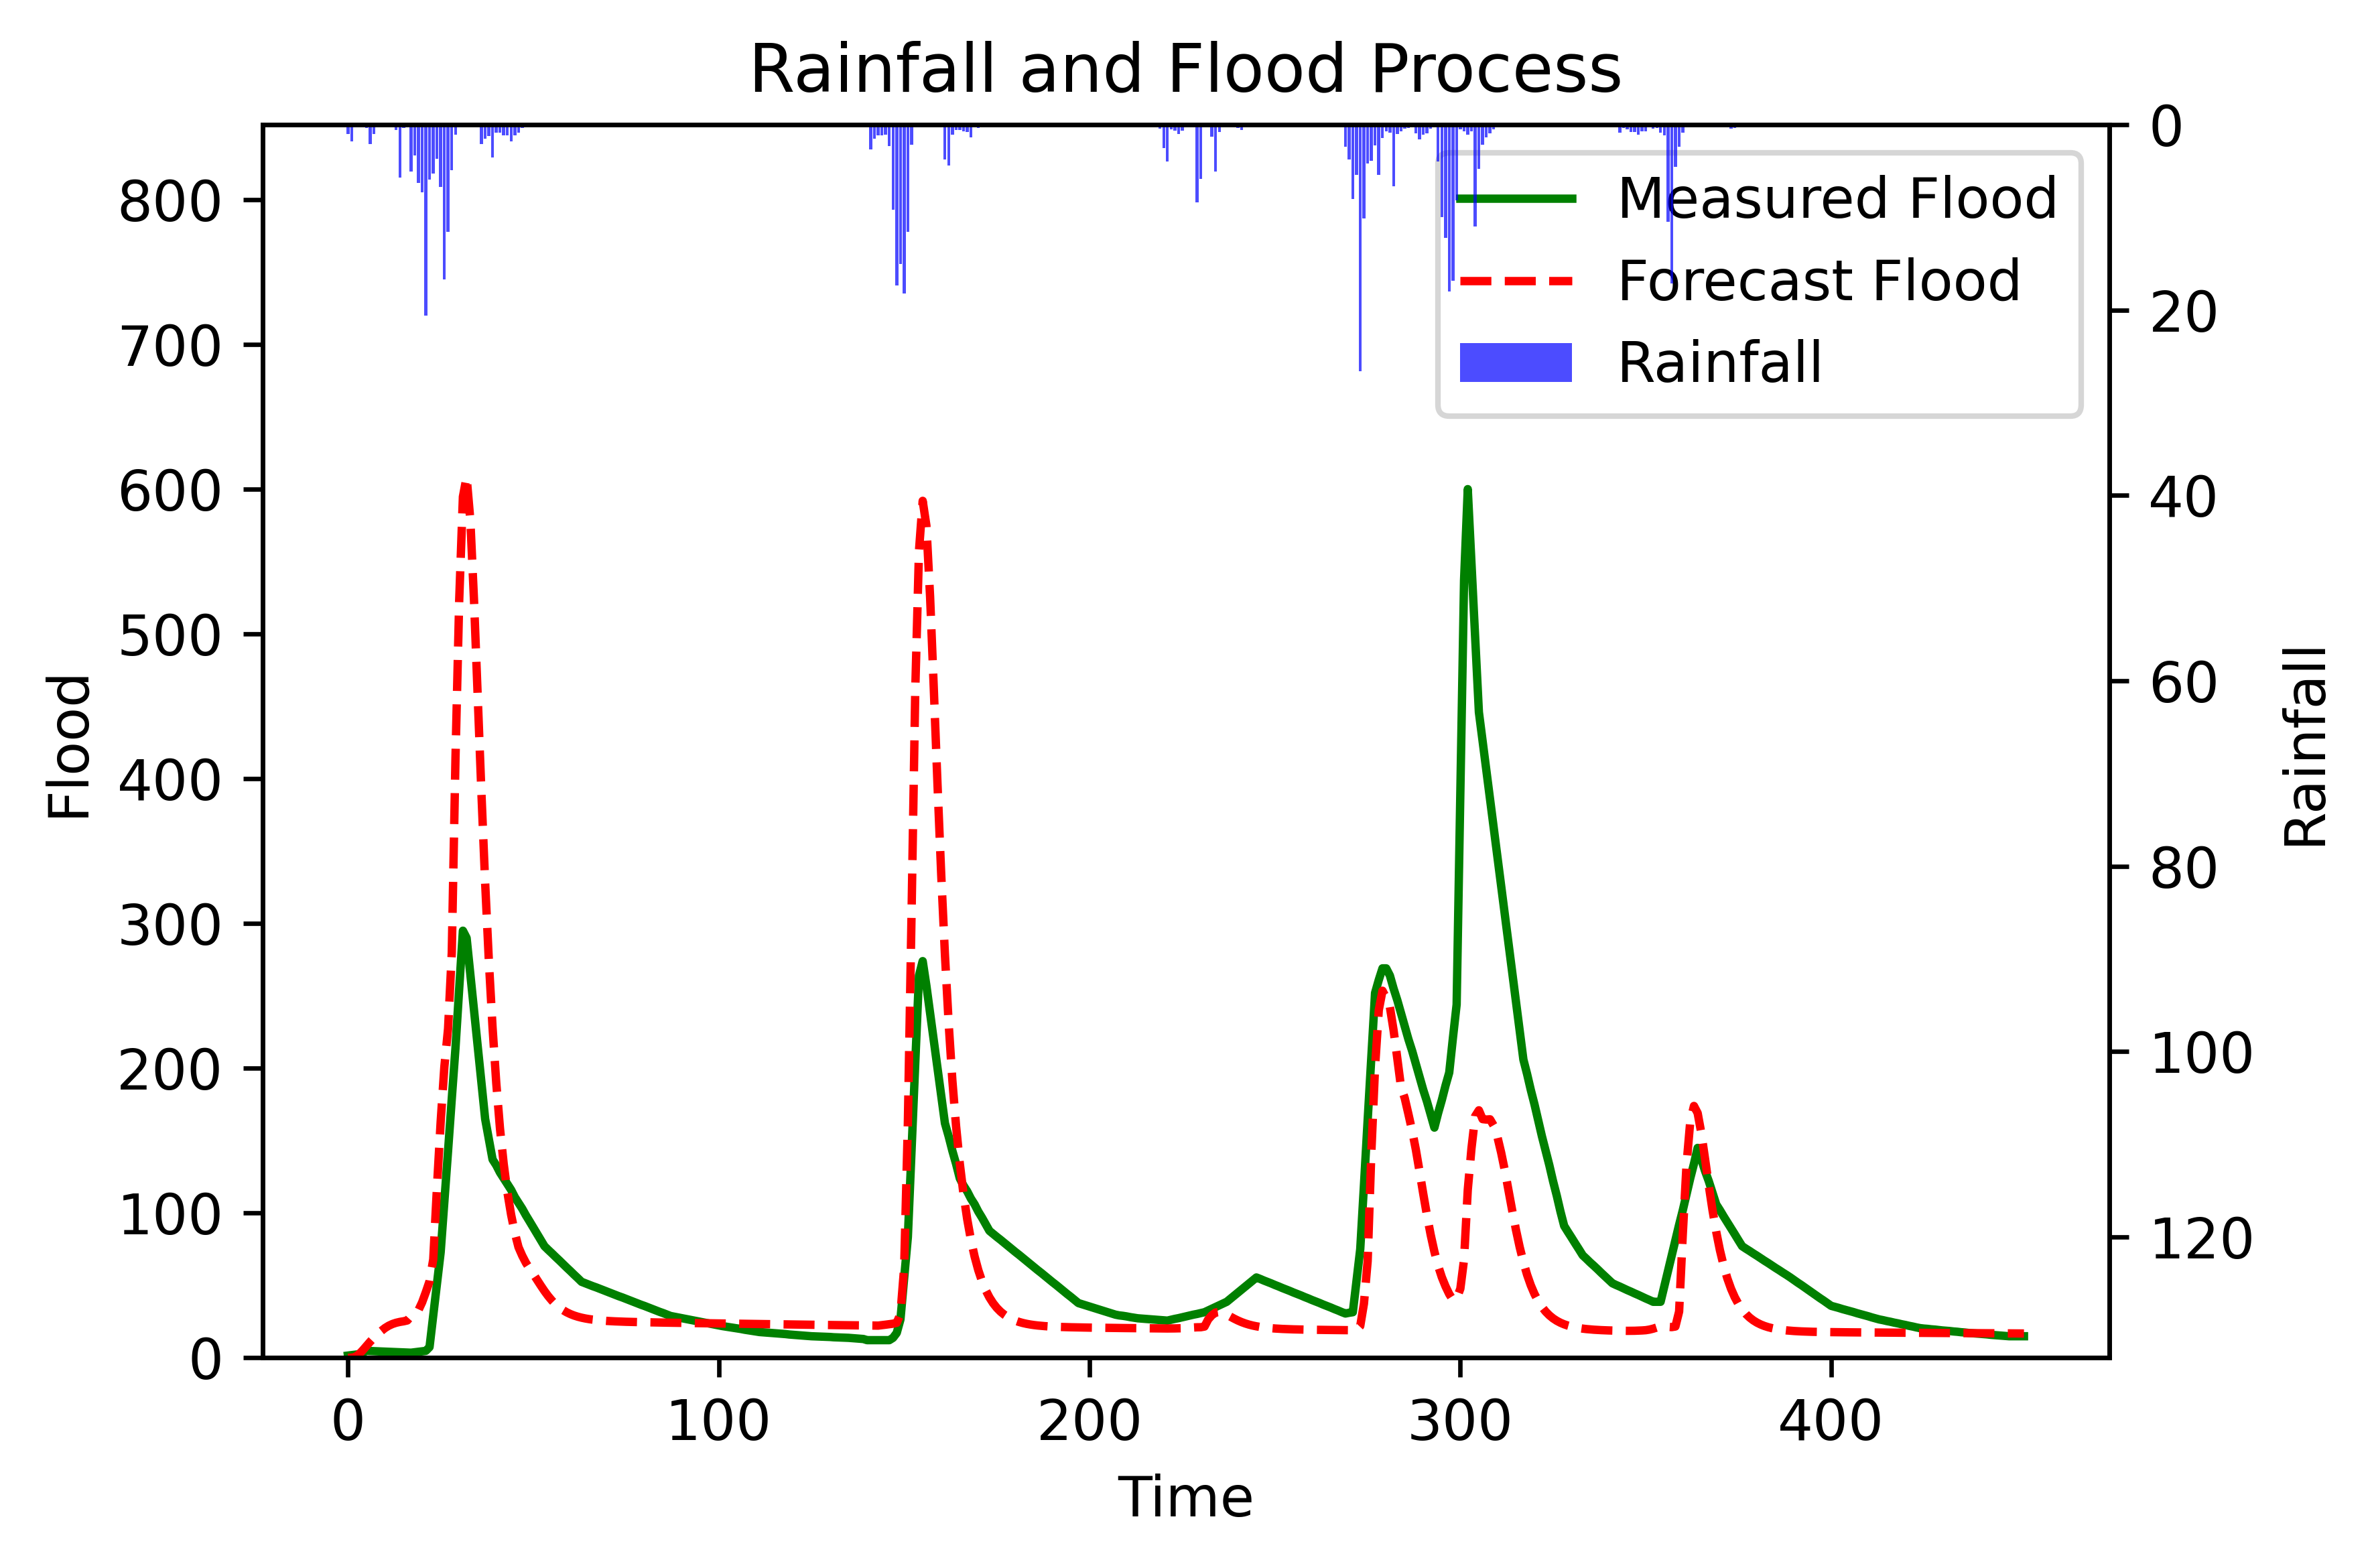 Rainfall and Flood Process
Measured Flood
Forecast Flood
Rainfall
Flood
800
700
600
500
400
300
200
100
0
0
20
40
60
80
100
120
Rainfall
0 100 200 300 400
Time